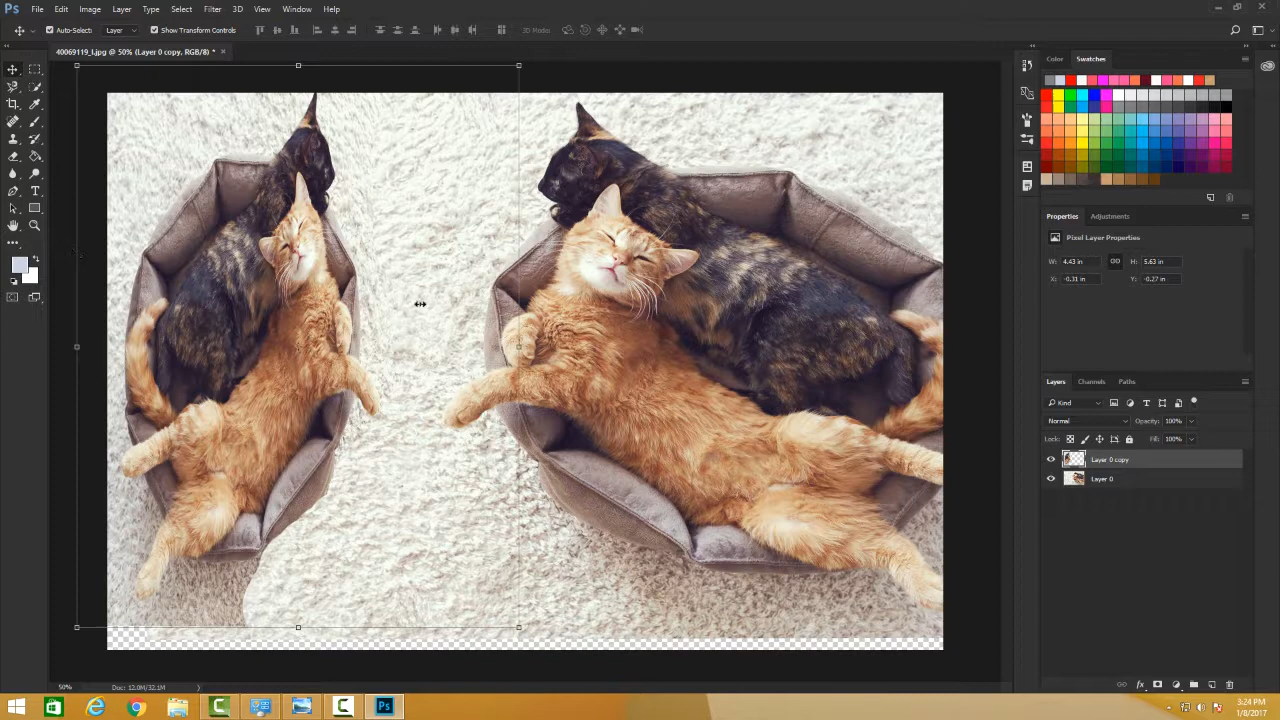 Ps File Edit Image Layer Type Select Filter 3D View Window Help
Auto-Select: Layer Show Transform Controls 3D Mode:
40069119_l.jpg @ 50% (Layer 0 copy, RGB/8) * ×
Color Swatches
Properties Adjustments
Pixel Layer Properties
W: 4.43 in H: 5.63 in
X: -0.31 in Y: -0.27 in
Layers Channels Paths
Kind
Normal Opacity: 100%
Lock: Fill: 100%
Layer 0 copy
Layer 0
50% Doc: 12.0M/32.1M
fx
Ps
3:24 PM
1/8/2017